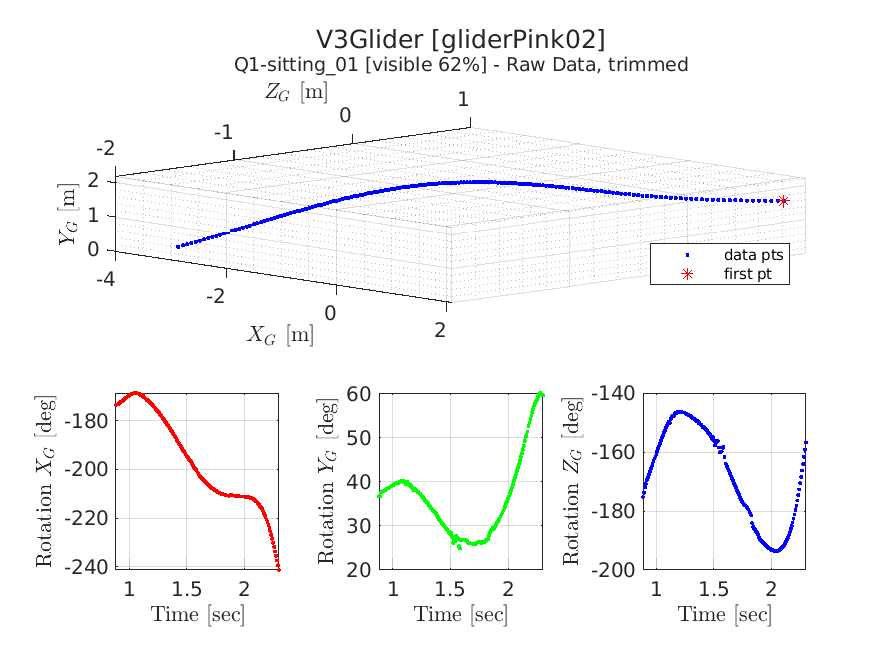 V3Glider [gliderPink02]
Q1-sitting_01 [visible 62%] - Raw Data, trimmed
Z_G [m]
1
0
-1
-2
2
1
0
Y_G [m]
-4
-2
0
2
X_G [m]
data pts
first pt
-180
-200
-220
-240
Rotation X_G [deg]
1
1.5
2
Time [sec]
60
50
40
30
20
Rotation Y_G [deg]
1
1.5
2
Time [sec]
-140
-160
-180
-200
Rotation Z_G [deg]
1
1.5
2
Time [sec]